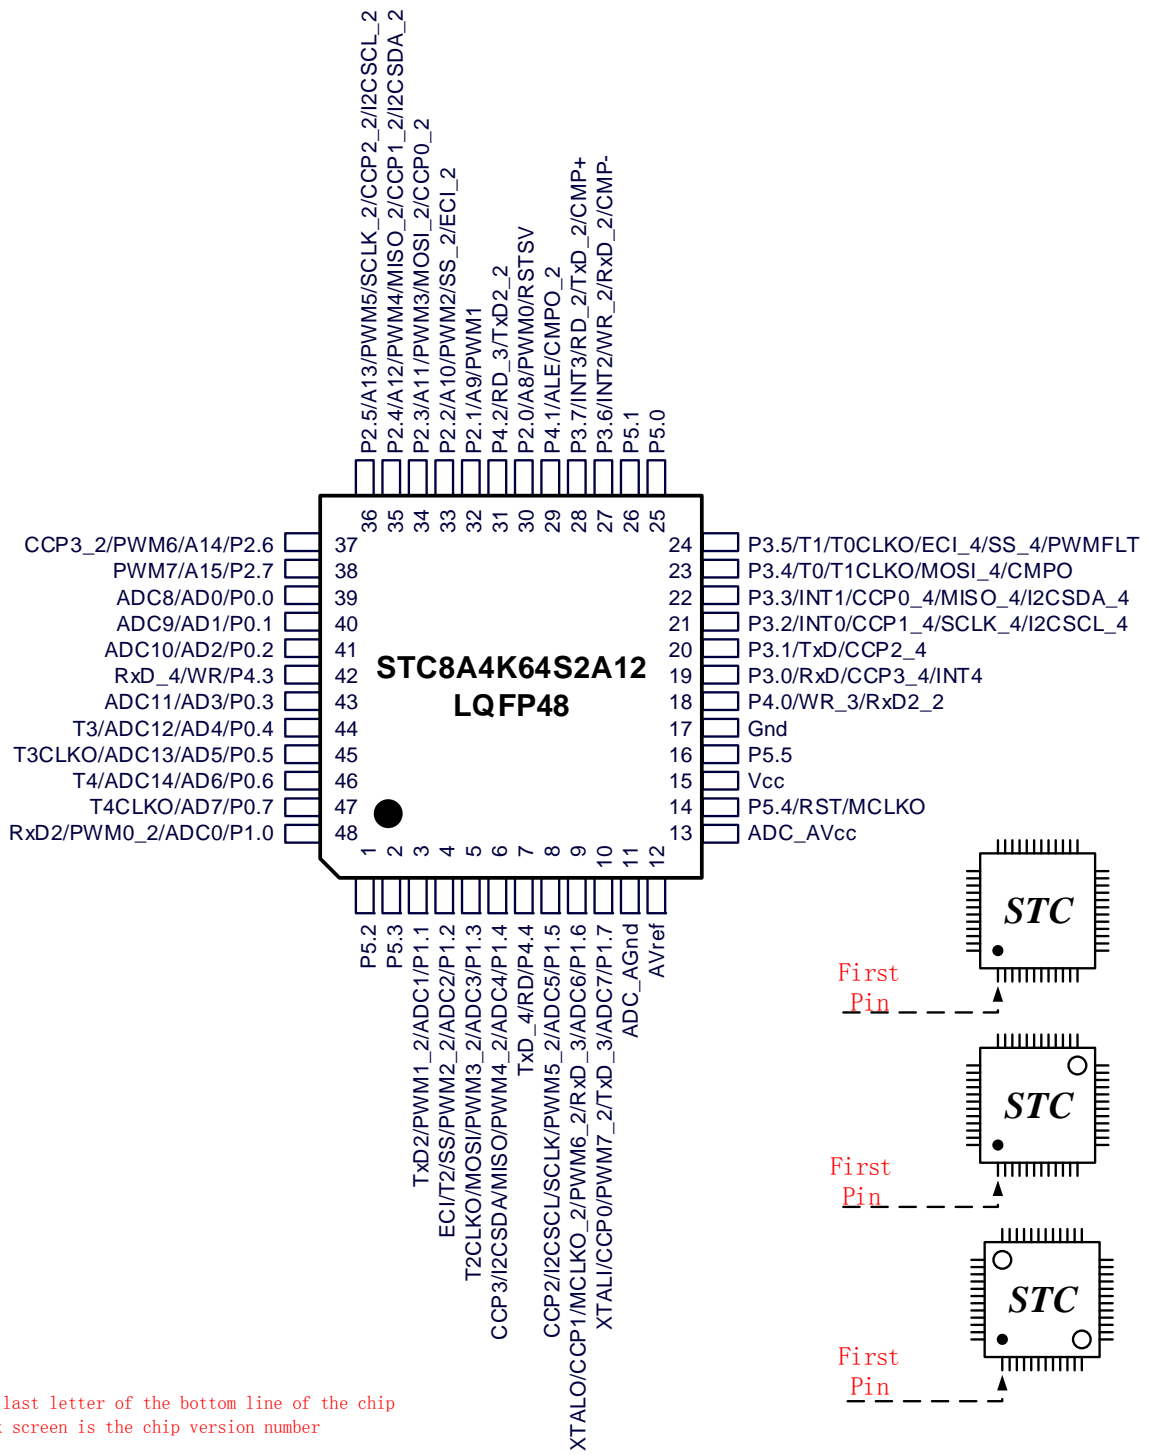 P2.5/A13/PWM5/SCLK_2/CCP2_2/I2CSCL_2
P2.4/A12/PWM4/MISO_2/CCP1_2/I2CSDA_2
P2.3/A11/PWM3/MOSI_2/CCP0_2
P2.2/A10/PWM2/SS_2/ECI_2
P2.1/A9/PWM1
P4.2/RD_3/TxD2_2
P2.0/A8/PWM0/RSTSV
P4.1/ALE/CMPO_2
P3.7/INT3/RD_2/TxD_2/CMP+
P3.6/INT2/WR_2/RxD_2/CMP-
P5.1
P5.0
36 35 34 33 32 31 30 29 28 27 26 25
CCP3_2/PWM6/A14/P2.6 37
PWM7/A15/P2.7 38
ADC8/AD0/P0.0 39
ADC9/AD1/P0.1 40
ADC10/AD2/P0.2 41
RxD_4/WR/P4.3 42
ADC11/AD3/P0.3 43
T3/ADC12/AD4/P0.4 44
T3CLKO/ADC13/AD5/P0.5 45
T4/ADC14/AD6/P0.6 46
T4CLKO/AD7/P0.7 47
RxD2/PWM0_2/ADC0/P1.0 48
STC8A4K64S2A12
LQFP48
24 P3.5/T1/T0CLKO/ECI_4/SS_4/PWMFLT
23 P3.4/T0/T1CLKO/MOSI_4/CMPO
22 P3.3/INT1/CCP0_4/MISO_4/I2CSDA_4
21 P3.2/INT0/CCP1_4/SCLK_4/I2CSCL_4
20 P3.1/TxD/CCP2_4
19 P3.0/RxD/CCP3_4/INT4
18 P4.0/WR_3/RxD2_2
17 Gnd
16 P5.5
15 Vcc
14 P5.4/RST/MCLKO
13 ADC_AVcc
1 2 3 4 5 6 7 8 9 10 11 12
P5.2
P5.3
TxD2/PWM1_2/ADC1/P1.1
ECI/T2/SS/PWM2_2/ADC2/P1.2
T2CLKO/MOSI/PWM3_2/ADC3/P1.3
CCP3/I2CSDA/MISO/PWM4_2/ADC4/P1.4
TxD_4/RD/P4.4
CCP2/I2CSCL/SCLK/PWM5_2/ADC5/P1.5
XTALO/CCP1/MCLKO_2/PWM6_2/RxD_3/ADC6/P1.6
XTALI/CCP0/PWM7_2/TxD_3/ADC7/P1.7
ADC_AGnd
AVref
STC
First
Pin
STC
First
Pin
STC
First
Pin
last letter of the bottom line of the chip
screen is the chip version number